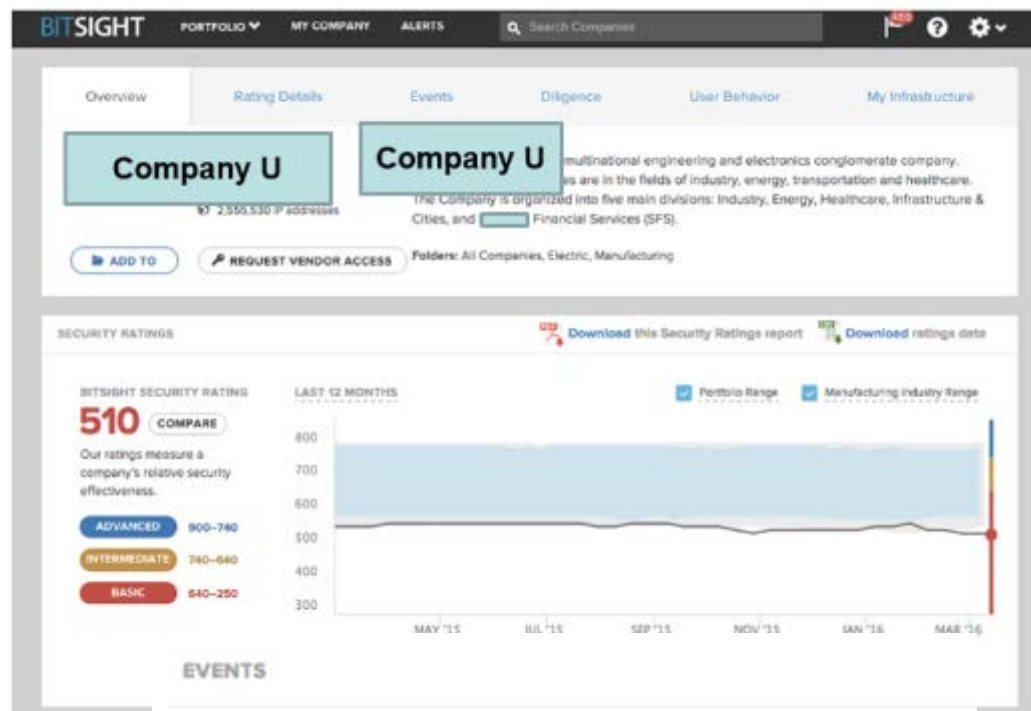 BITSIGHT PORTFOLIO MY COMPANY ALERTS Search Companies 450
Overview Rating Details Events Diligence User Behavior My Infrastructure
Company U
Company U
multinational engineering and electronics conglomerate company.
es are in the fields of industry, energy, transportation and healthcare.
The Company is organized into five main divisions: Industry, Energy, Healthcare, Infrastructure &
Cities, and Financial Services (SFS).
IP addresses
ADD TO REQUEST VENDOR ACCESS Folders: All Companies, Electric, Manufacturing
SECURITY RATINGS Download this Security Ratings report Download ratings data
BITSIGHT SECURITY RATING
510 COMPARE
Our ratings measure a
company's relative security
effectiveness.
ADVANCED 900–740
INTERMEDIATE 740–640
BASIC 640–250
LAST 12 MONTHS Portfolio Range Manufacturing Industry Range
800
700
600
500
400
300
MAY '15 JUL '15 SEP '15 NOV '15 JAN '16 MAR '16
EVENTS